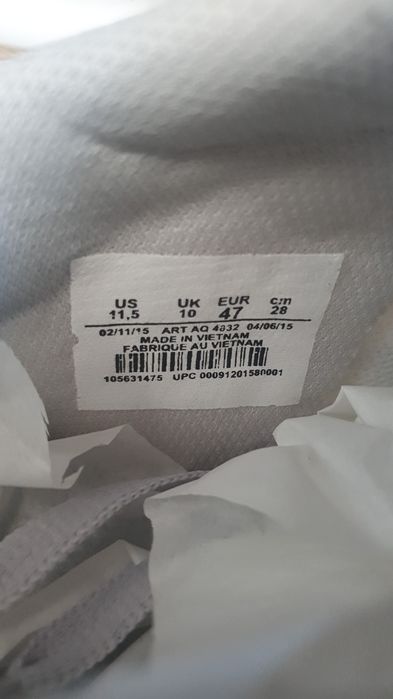 US UK EUR cm
11,5 10 47 28
02/11/15 ART AQ 4832 04/06/15
MADE IN VIETNAM
FABRIQUE AU VIETNAM
105631475 UPC 00091201580001